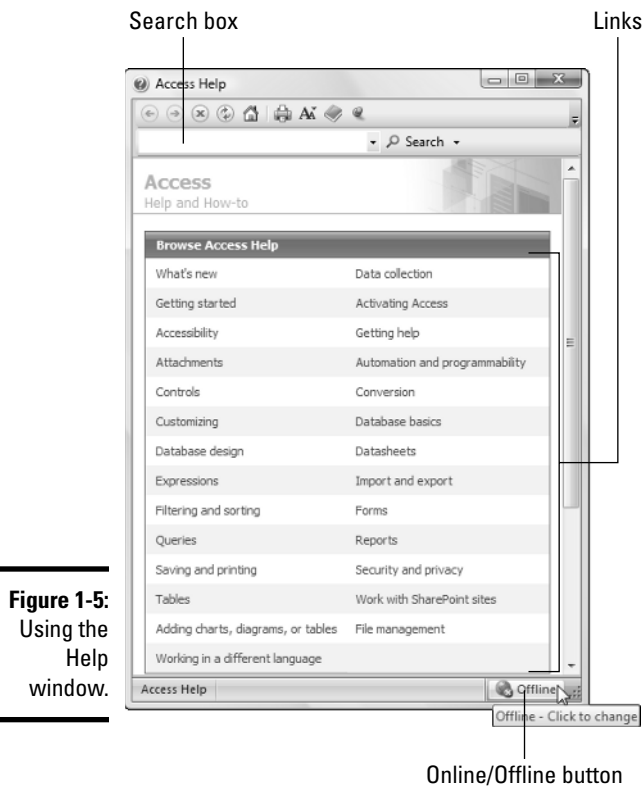 Search box
Links
Access Help
Search
Access
Help and How-to
Browse Access Help
What's new
Data collection
Getting started
Activating Access
Accessibility
Getting help
Attachments
Automation and programmability
Controls
Conversion
Customizing
Database basics
Database design
Datasheets
Expressions
Import and export
Filtering and sorting
Forms
Queries
Reports
Saving and printing
Security and privacy
Tables
Work with SharePoint sites
Adding charts, diagrams, or tables
File management
Working in a different language
Access Help
Offline
Offline - Click to change
Online/Offline button
Figure 1-5:
Using the
Help
window.